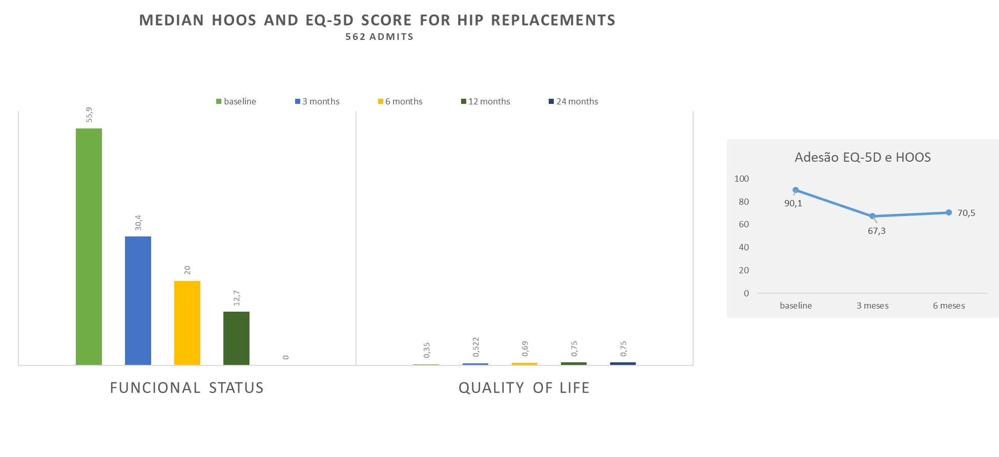 MEDIAN HOOS AND EQ-5D SCORE FOR HIP REPLACEMENTS
562 ADMITS
baseline 3 months 6 months 12 months 24 months
55,9
30,4
20
12,7
0
0,35
0,522
0,69
0,75
0,75
FUNCIONAL STATUS
QUALITY OF LIFE
Adesão EQ-5D e HOOS
100
80
60
40
20
0
90,1
67,3
70,5
baseline 3 meses 6 meses